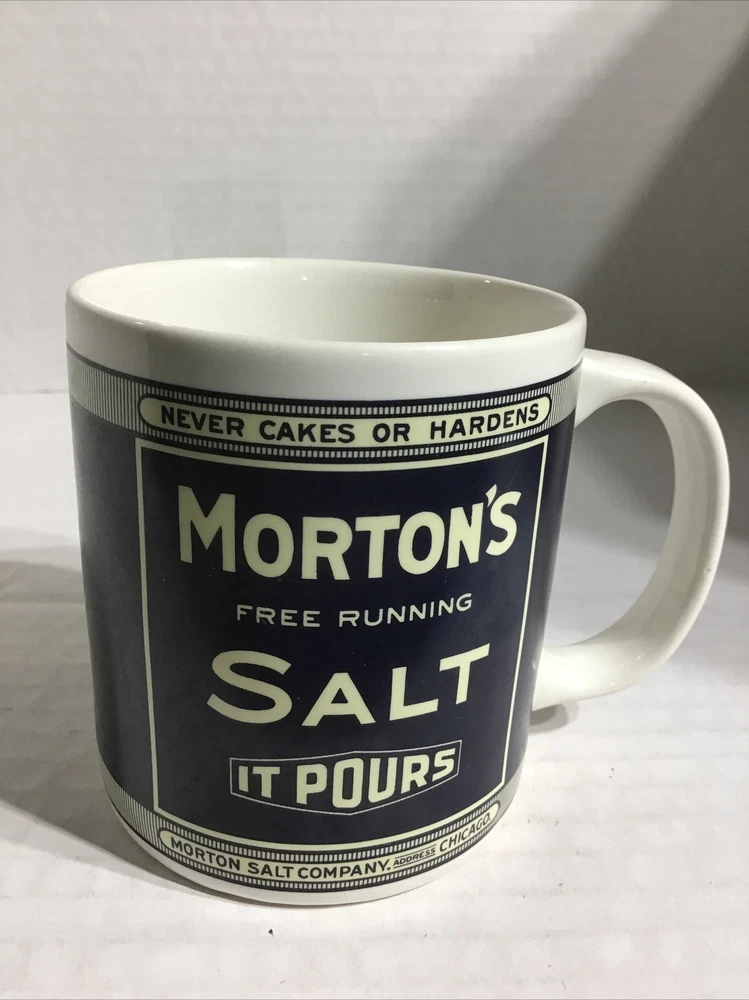 NEVER CAKES OR HARDENS
MORTON'S
FREE RUNNING
SALT
IT POURS
MORTON SALT COMPANY. ADDRESS CHICAGO.